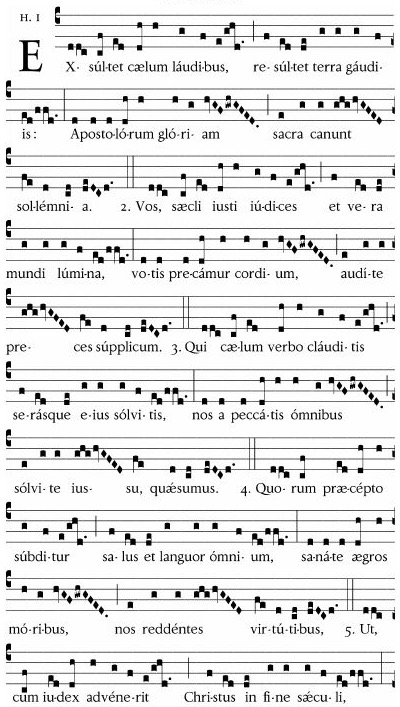 H. I
EX- súl-tet cælum láudi-bus, re-súl-tet terra gáudi-
is: Aposto-ló-rum gló-ri-am sacra canunt
sol-lémni-a. 2. Vos, sæcli iusti iú-di-ces et ve-ra
mundi lúmi-na, vo-tis pre-cámur cordi-um, audí-te
pre- ces súpplicum. 3. Qui cæ-lum verbo cláudi-tis
se-rásque e-ius sólvi-tis, nos a peccá-tis ómnibus
sólvi-te ius- su, quǽsumus. 4. Quo-rum præ-cépto
súbdi-tur sa-lus et languor ómni-um, sa-ná-te ægros
mó-ribus, nos reddéntes vir-tú-ti-bus, 5. Ut,
cum iu-dex advéne-rit Chri-stus in fi-ne sǽ-cu-li,